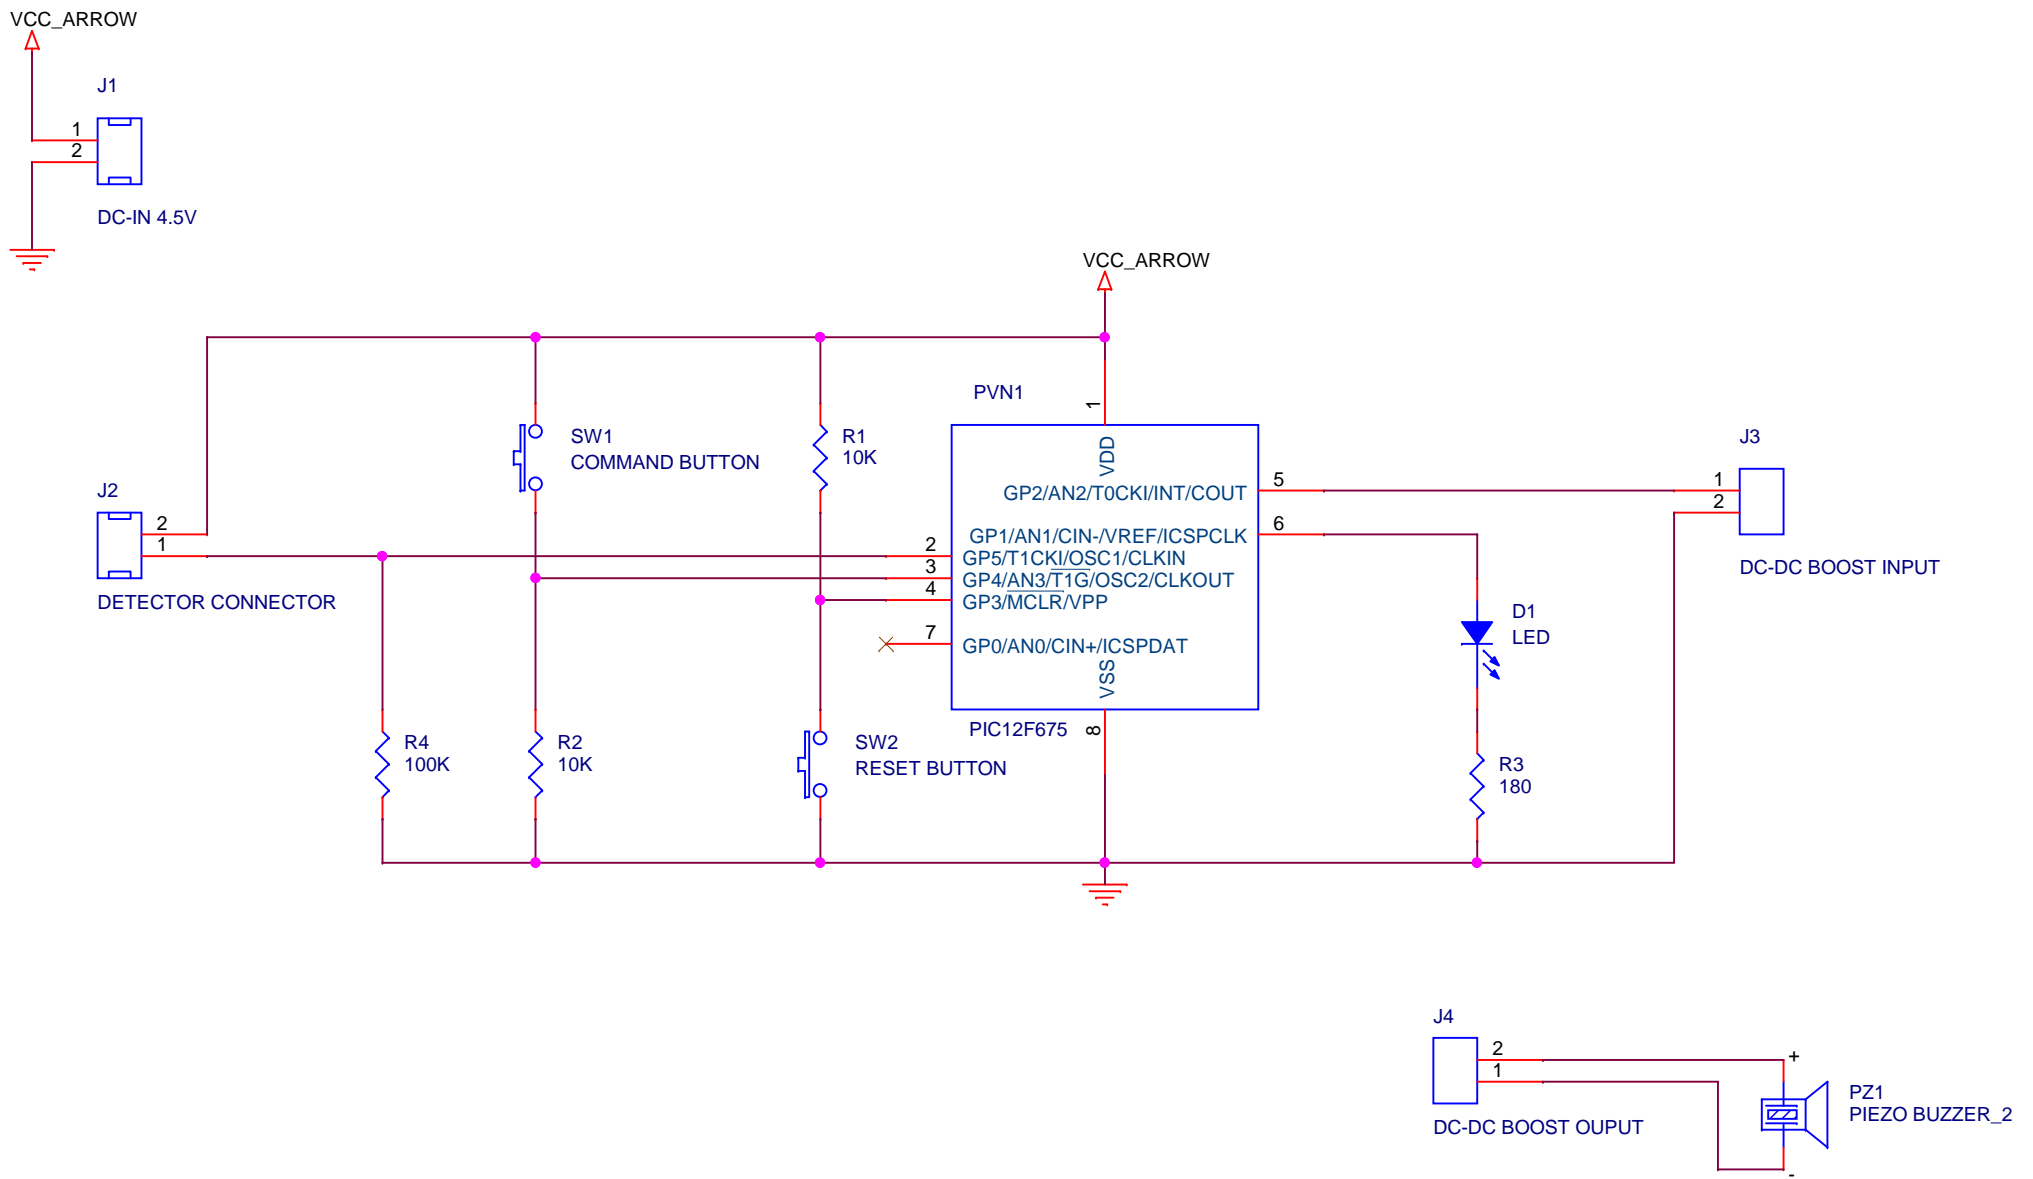 VCC_ARROW
J1
1
2
DC-IN 4.5V
VCC_ARROW
PVN1
1
VDD
SW1
COMMAND BUTTON
R1
10K
J3
GP2/AN2/T0CKI/INT/COUT
5
1
2
J2
2
1
GP1/AN1/CIN-/VREF/ICSPCLK
6
2
GP5/T1CKI/OSC1/CLKIN
3
GP4/AN3/T1G/OSC2/CLKOUT
4
GP3/MCLR/VPP
DC-DC BOOST INPUT
DETECTOR CONNECTOR
D1
LED
7
GP0/AN0/CIN+/ICSPDAT
VSS
PIC12F675
8
R4
100K
R2
10K
SW2
RESET BUTTON
R3
180
J4
2
1
DC-DC BOOST OUPUT
+
PZ1
PIEZO BUZZER_2
-